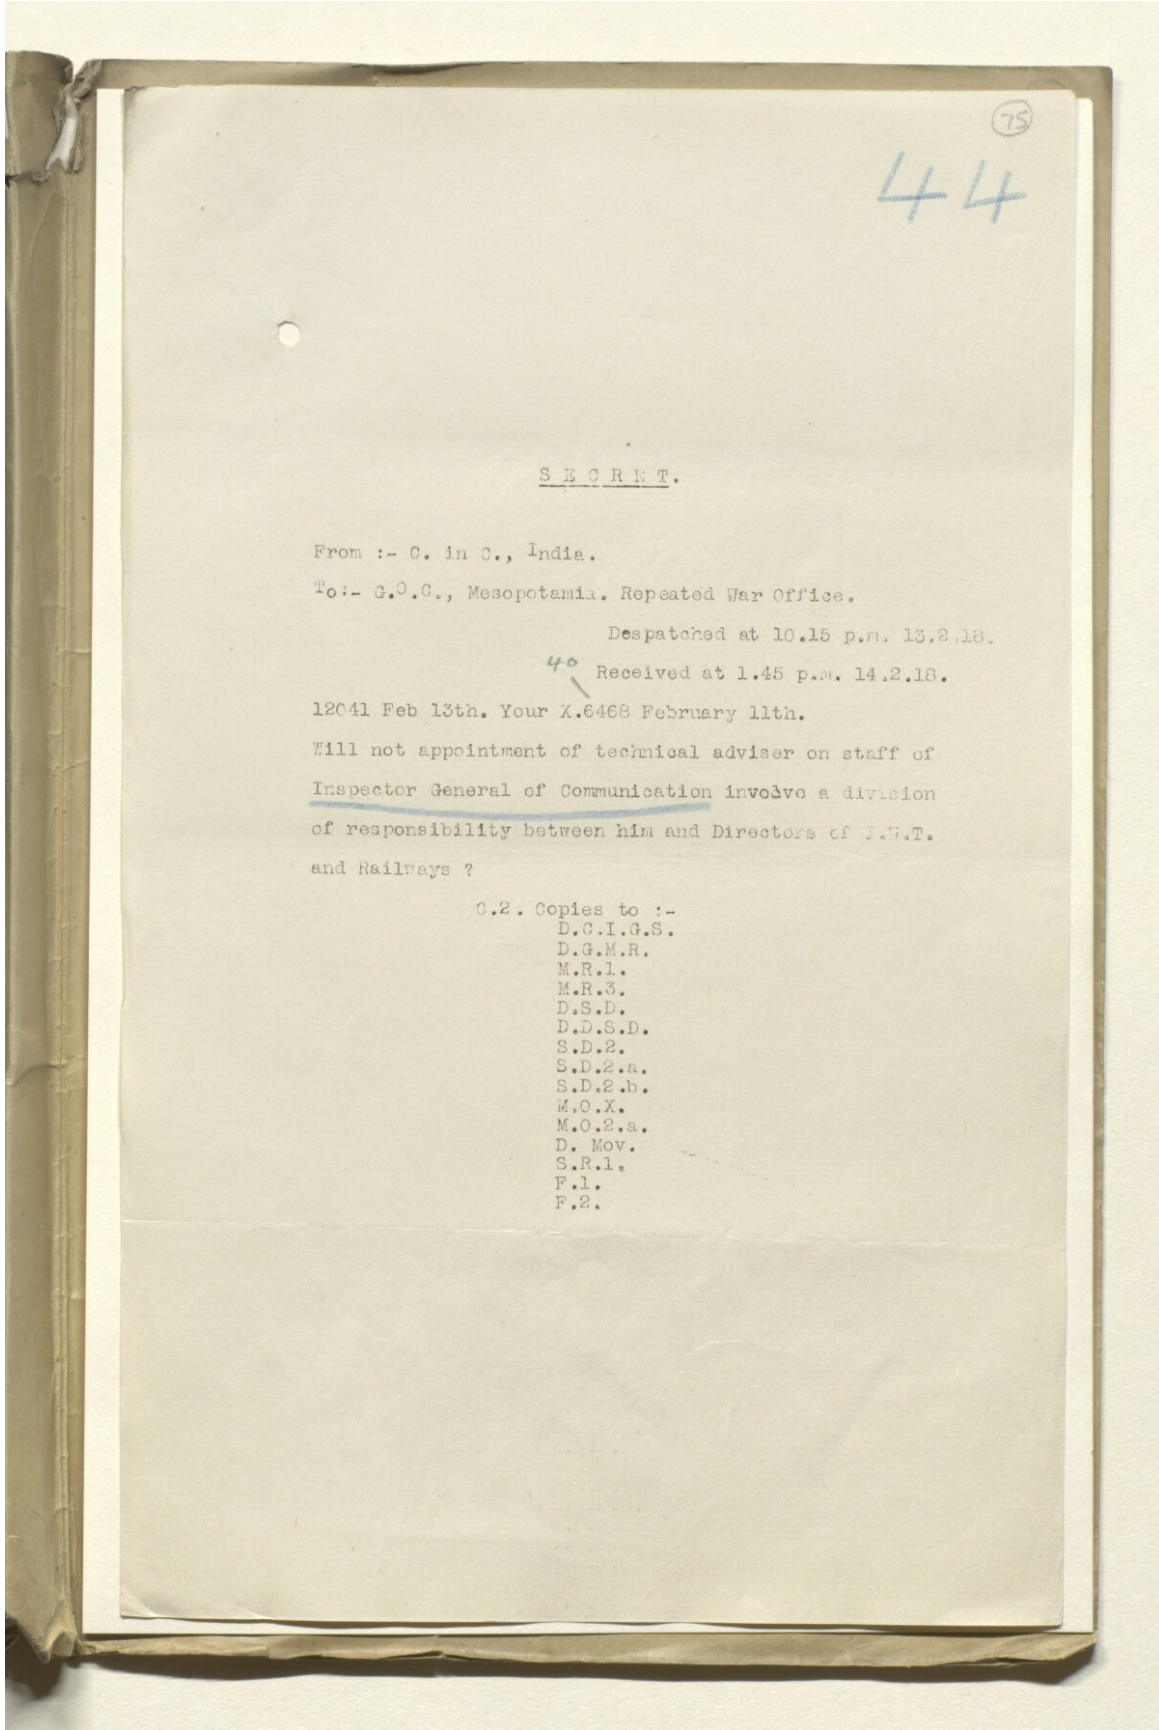 75
44
SECRET.
From :- C. in C., India.
To:- G.O.C., Mesopotamia. Repeated War Office.
Despatched at 10.15 p.m. 13.2.18.
40
Received at 1.45 p.m. 14.2.18.
12041 Feb 13th. Your X.6468 February 11th.
Will not appointment of technical adviser on staff of
Inspector General of Communication involve a division
of responsibility between him and Directors of I.W.T.
and Railways ?
C.2. Copies to :-
D.C.I.G.S.
D.G.M.R.
M.R.1.
M.R.3.
D.S.D.
D.D.S.D.
S.D.2.
S.D.2.a.
S.D.2.b.
M.O.X.
M.O.2.a.
D. Mov.
S.R.1.
F.1.
F.2.